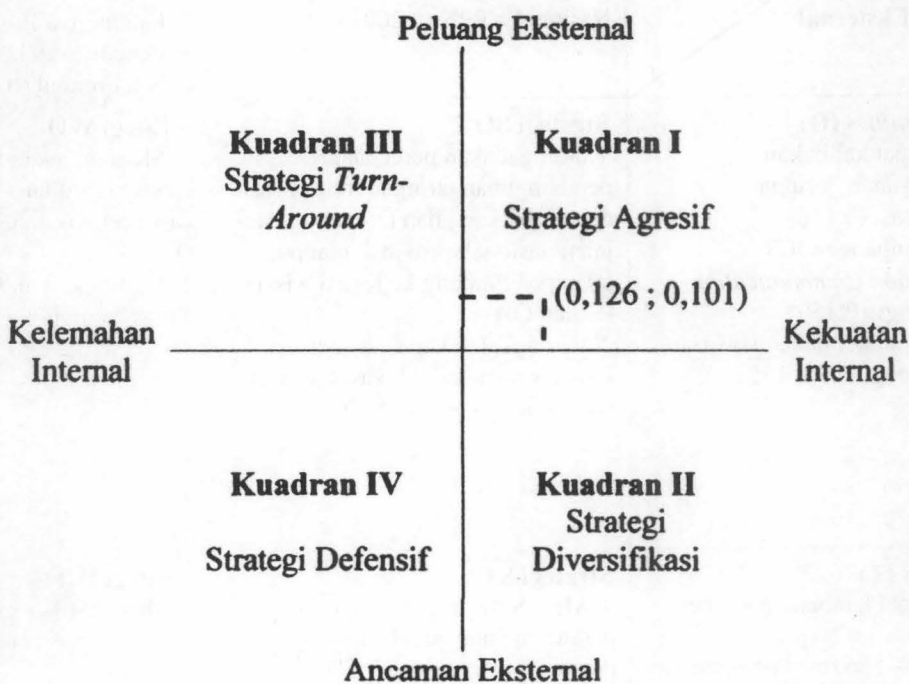 Peluang Eksternal
Kuadran III
Strategi Turn-
Around
Kuadran I
Strategi Agresif
(0,126 ; 0,101)
Kelemahan
Internal
Kekuatan
Internal
Kuadran IV
Strategi Defensif
Kuadran II
Strategi
Diversifikasi
Ancaman Eksternal